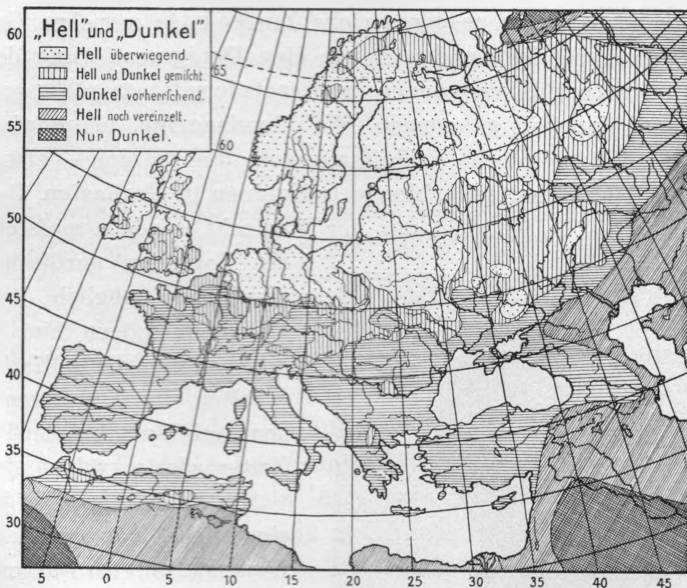 „Hell" und „Dunkel"
Hell überwiegend.
Hell und Dunkel gemischt
Dunkel vorherrschend.
Hell noch vereinzelt.
Nur Dunkel.
60
65
55
60
50
45
40
35
30
5 0 5 10 15 20 25 30 35 40 45